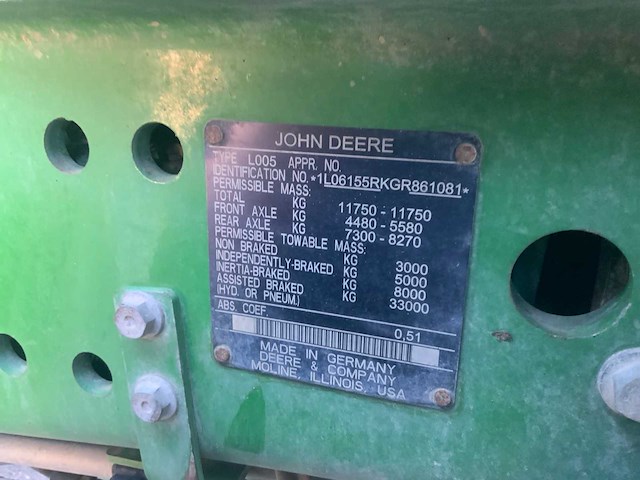 JOHN DEERE
TYPE L005 APPR. NO.
IDENTIFICATION NO. *1L06155RKGR861081*
PERMISSIBLE MASS:
TOTAL KG 11750 - 11750
FRONT AXLE KG 4480 - 5580
REAR AXLE KG 7300 - 8270
PERMISSIBLE TOWABLE MASS:
NON BRAKED KG 3000
INDEPENDENTLY-BRAKED KG 5000
INERTIA-BRAKED KG 8000
ASSISTED BRAKED KG 33000
(HYD. OR PNEUM.)
ABS. COEF. 0,51
MADE IN GERMANY
DEERE & COMPANY
MOLINE, ILLINOIS, USA